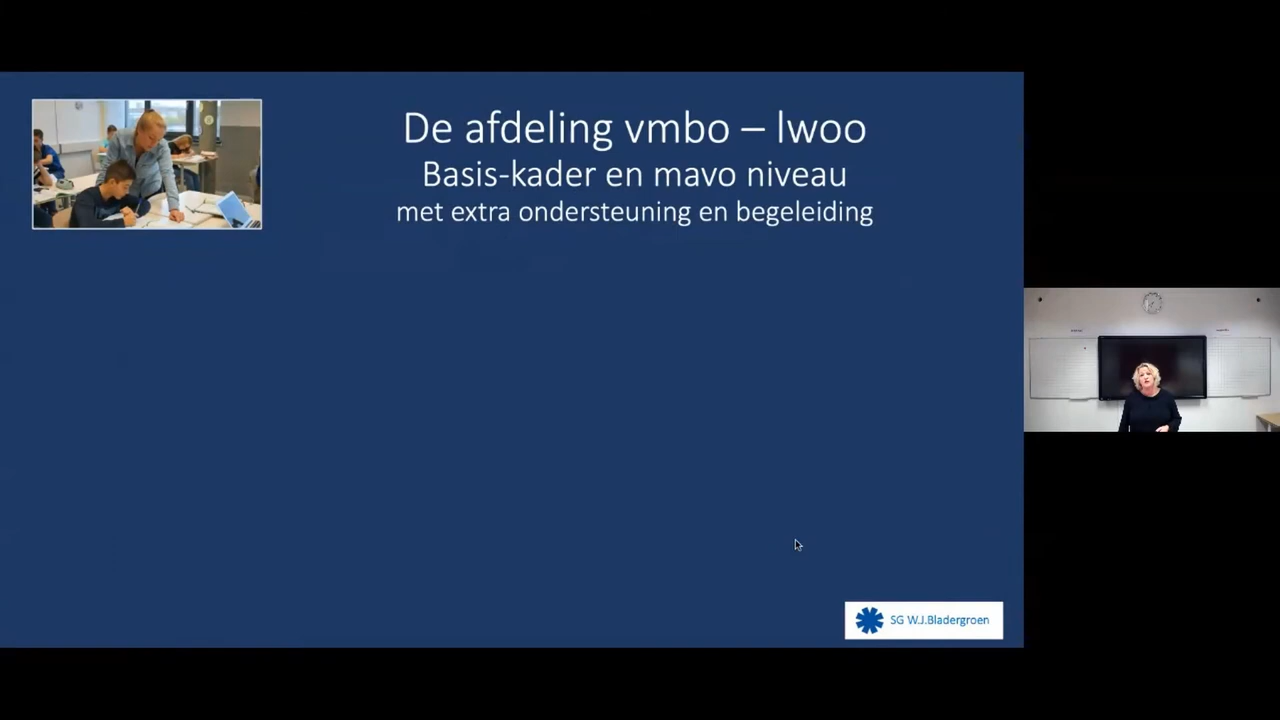 De afdeling vmbo – lwoo
Basis-kader en mavo niveau
met extra ondersteuning en begeleiding
SG W.J.Bladergroen